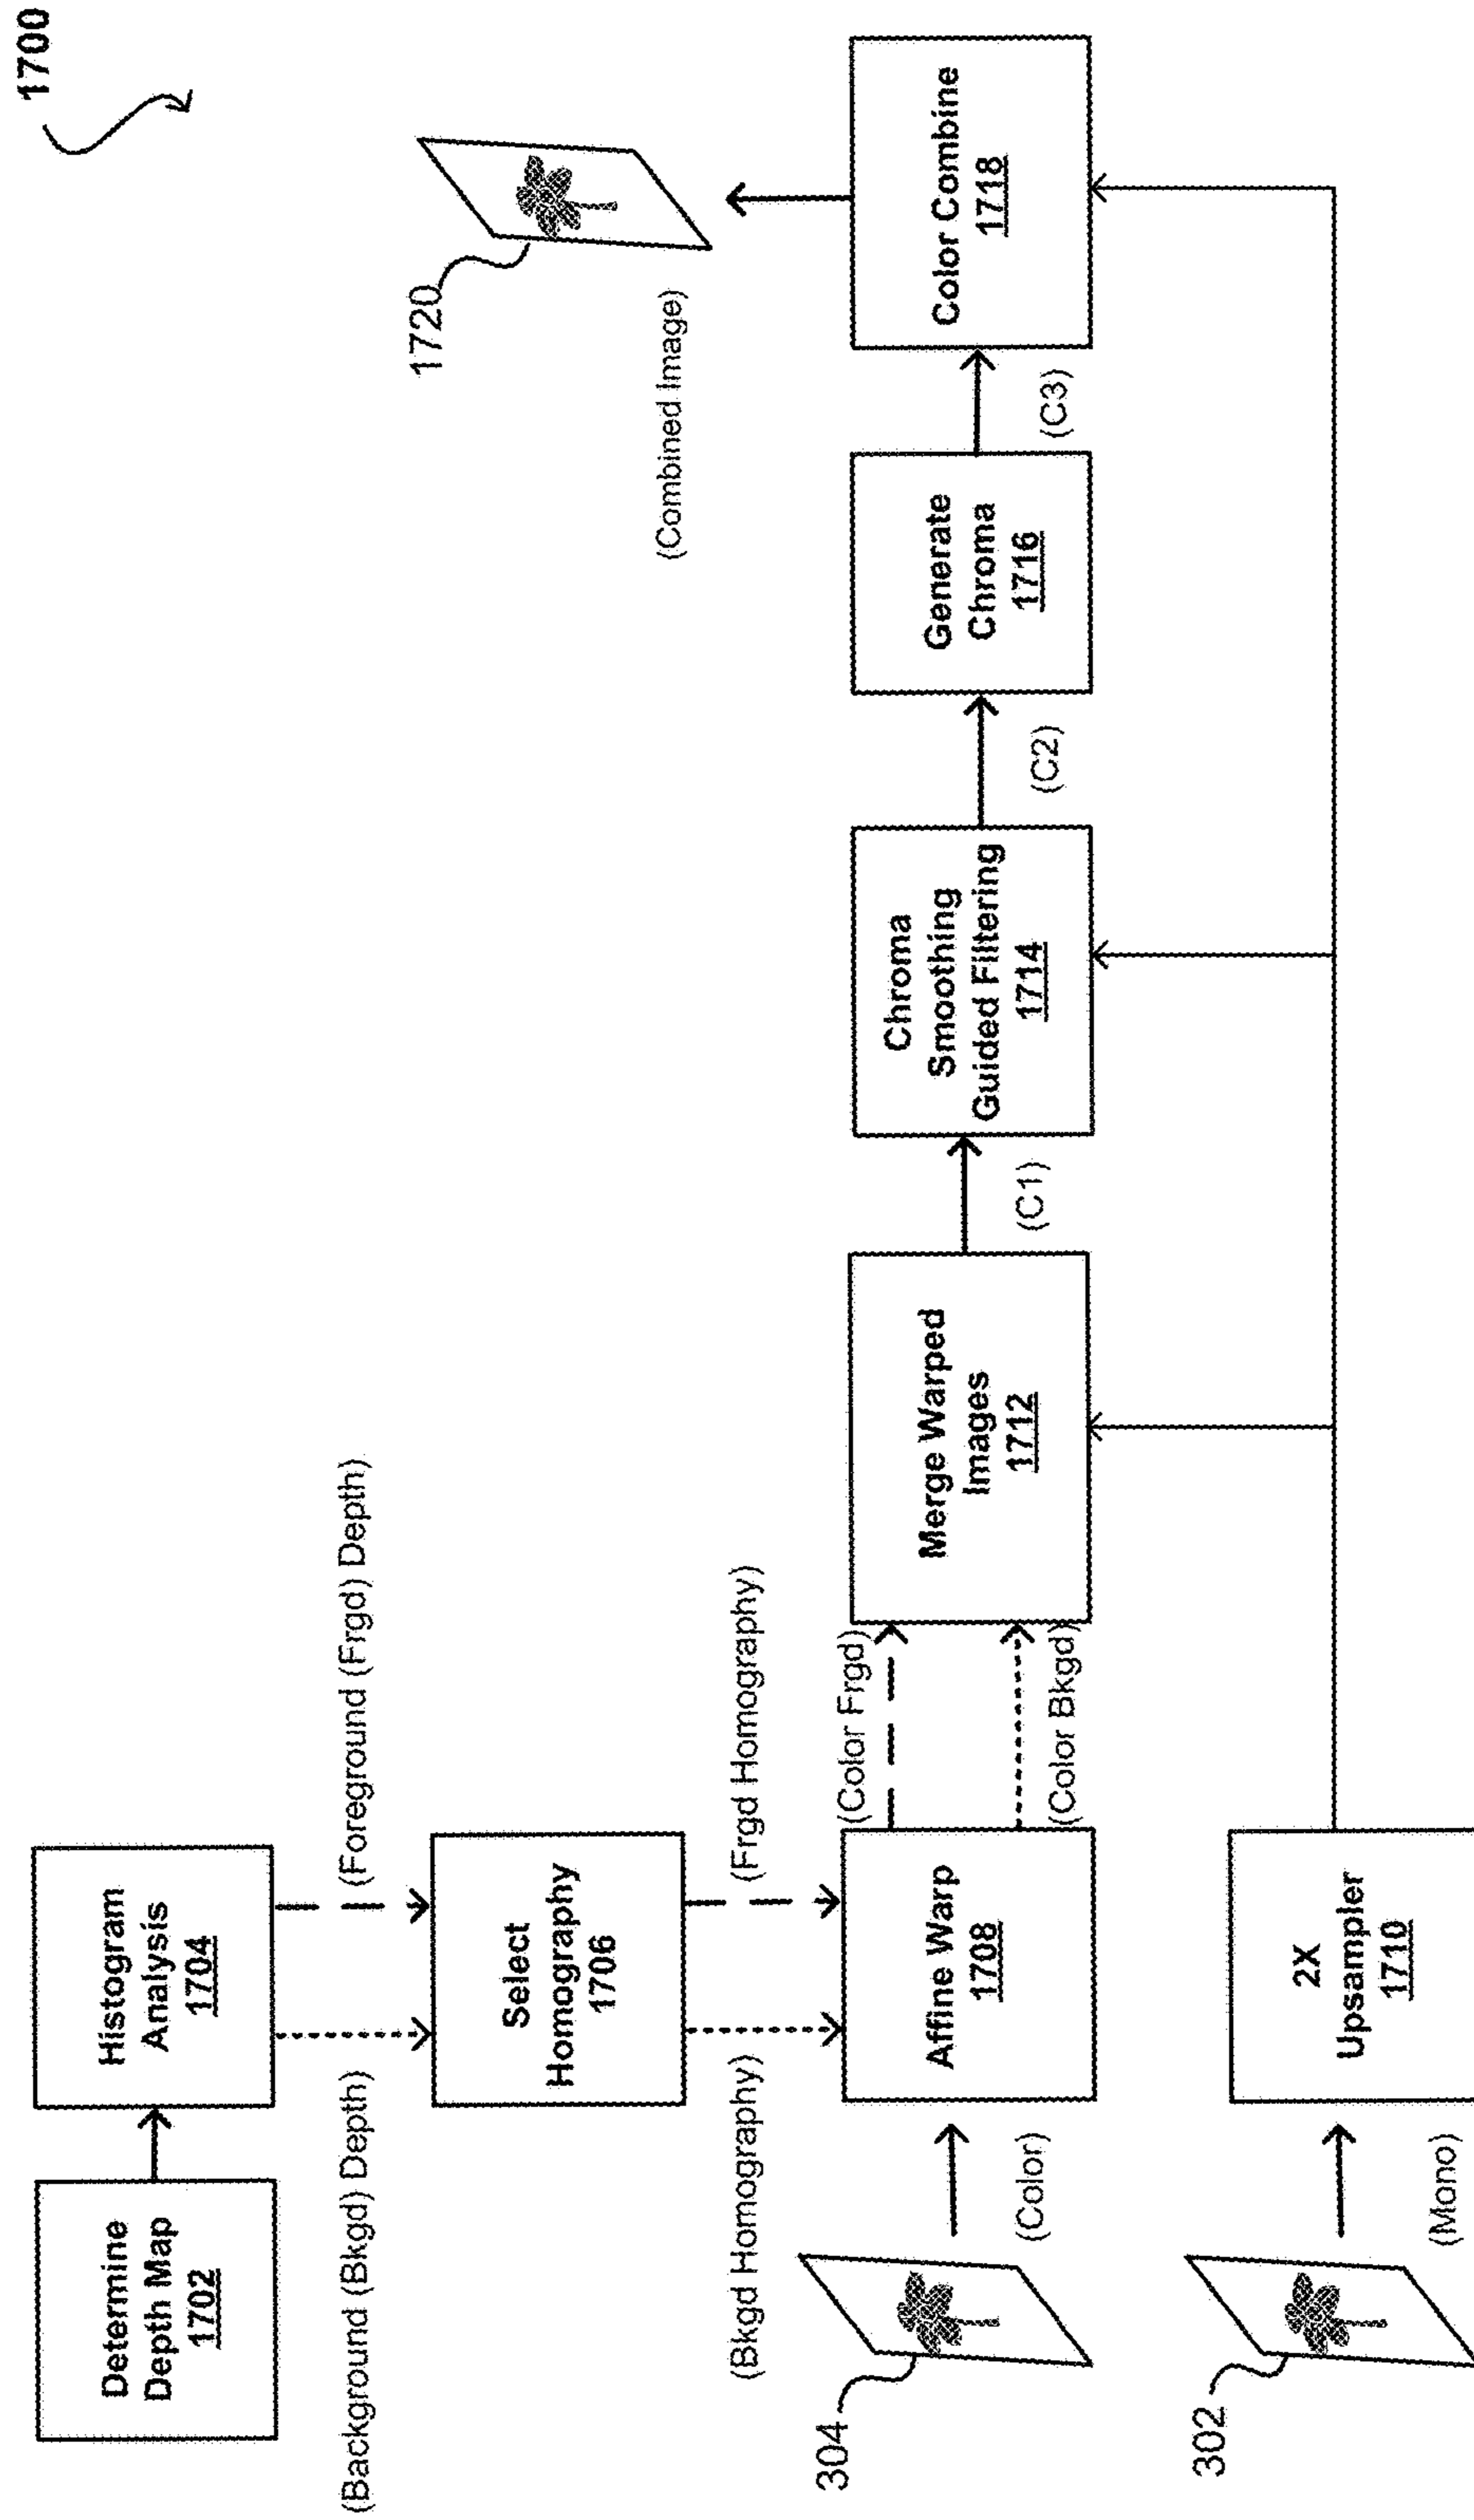 1700
Determine
Depth Map
1702
Histogram
Analysis
1704
(Background (Bkgd) Depth)
(Foreground (Frgd) Depth)
Select
Homography
1706
(Bkgd Homography)
(Frgd Homography)
304
(Color)
Affine Warp
1708
(Color Frgd)
(Color Bkgd)
Merge Warped
Images
1712
(C1)
Chroma
Smoothing
Guided Filtering
1714
(C2)
Generate
Chroma
1716
(C3)
Color Combine
1718
1720
(Combined Image)
302
(Mono)
2X
Upsampler
1710